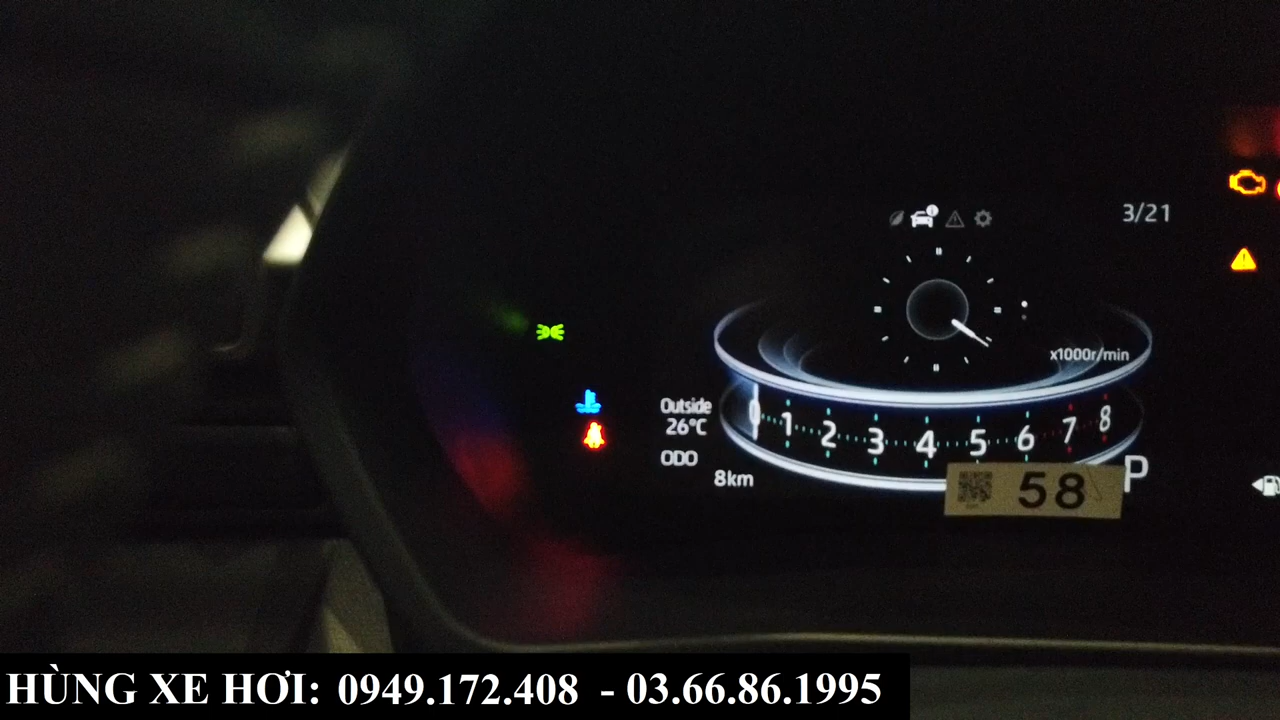 3/21
x1000r/min
Outside
26°C
0 1 2 3 4 5 6 7 8
ODO
8km
P
58
HÙNG XE HƠI: 0949.172.408 - 03.66.86.1995